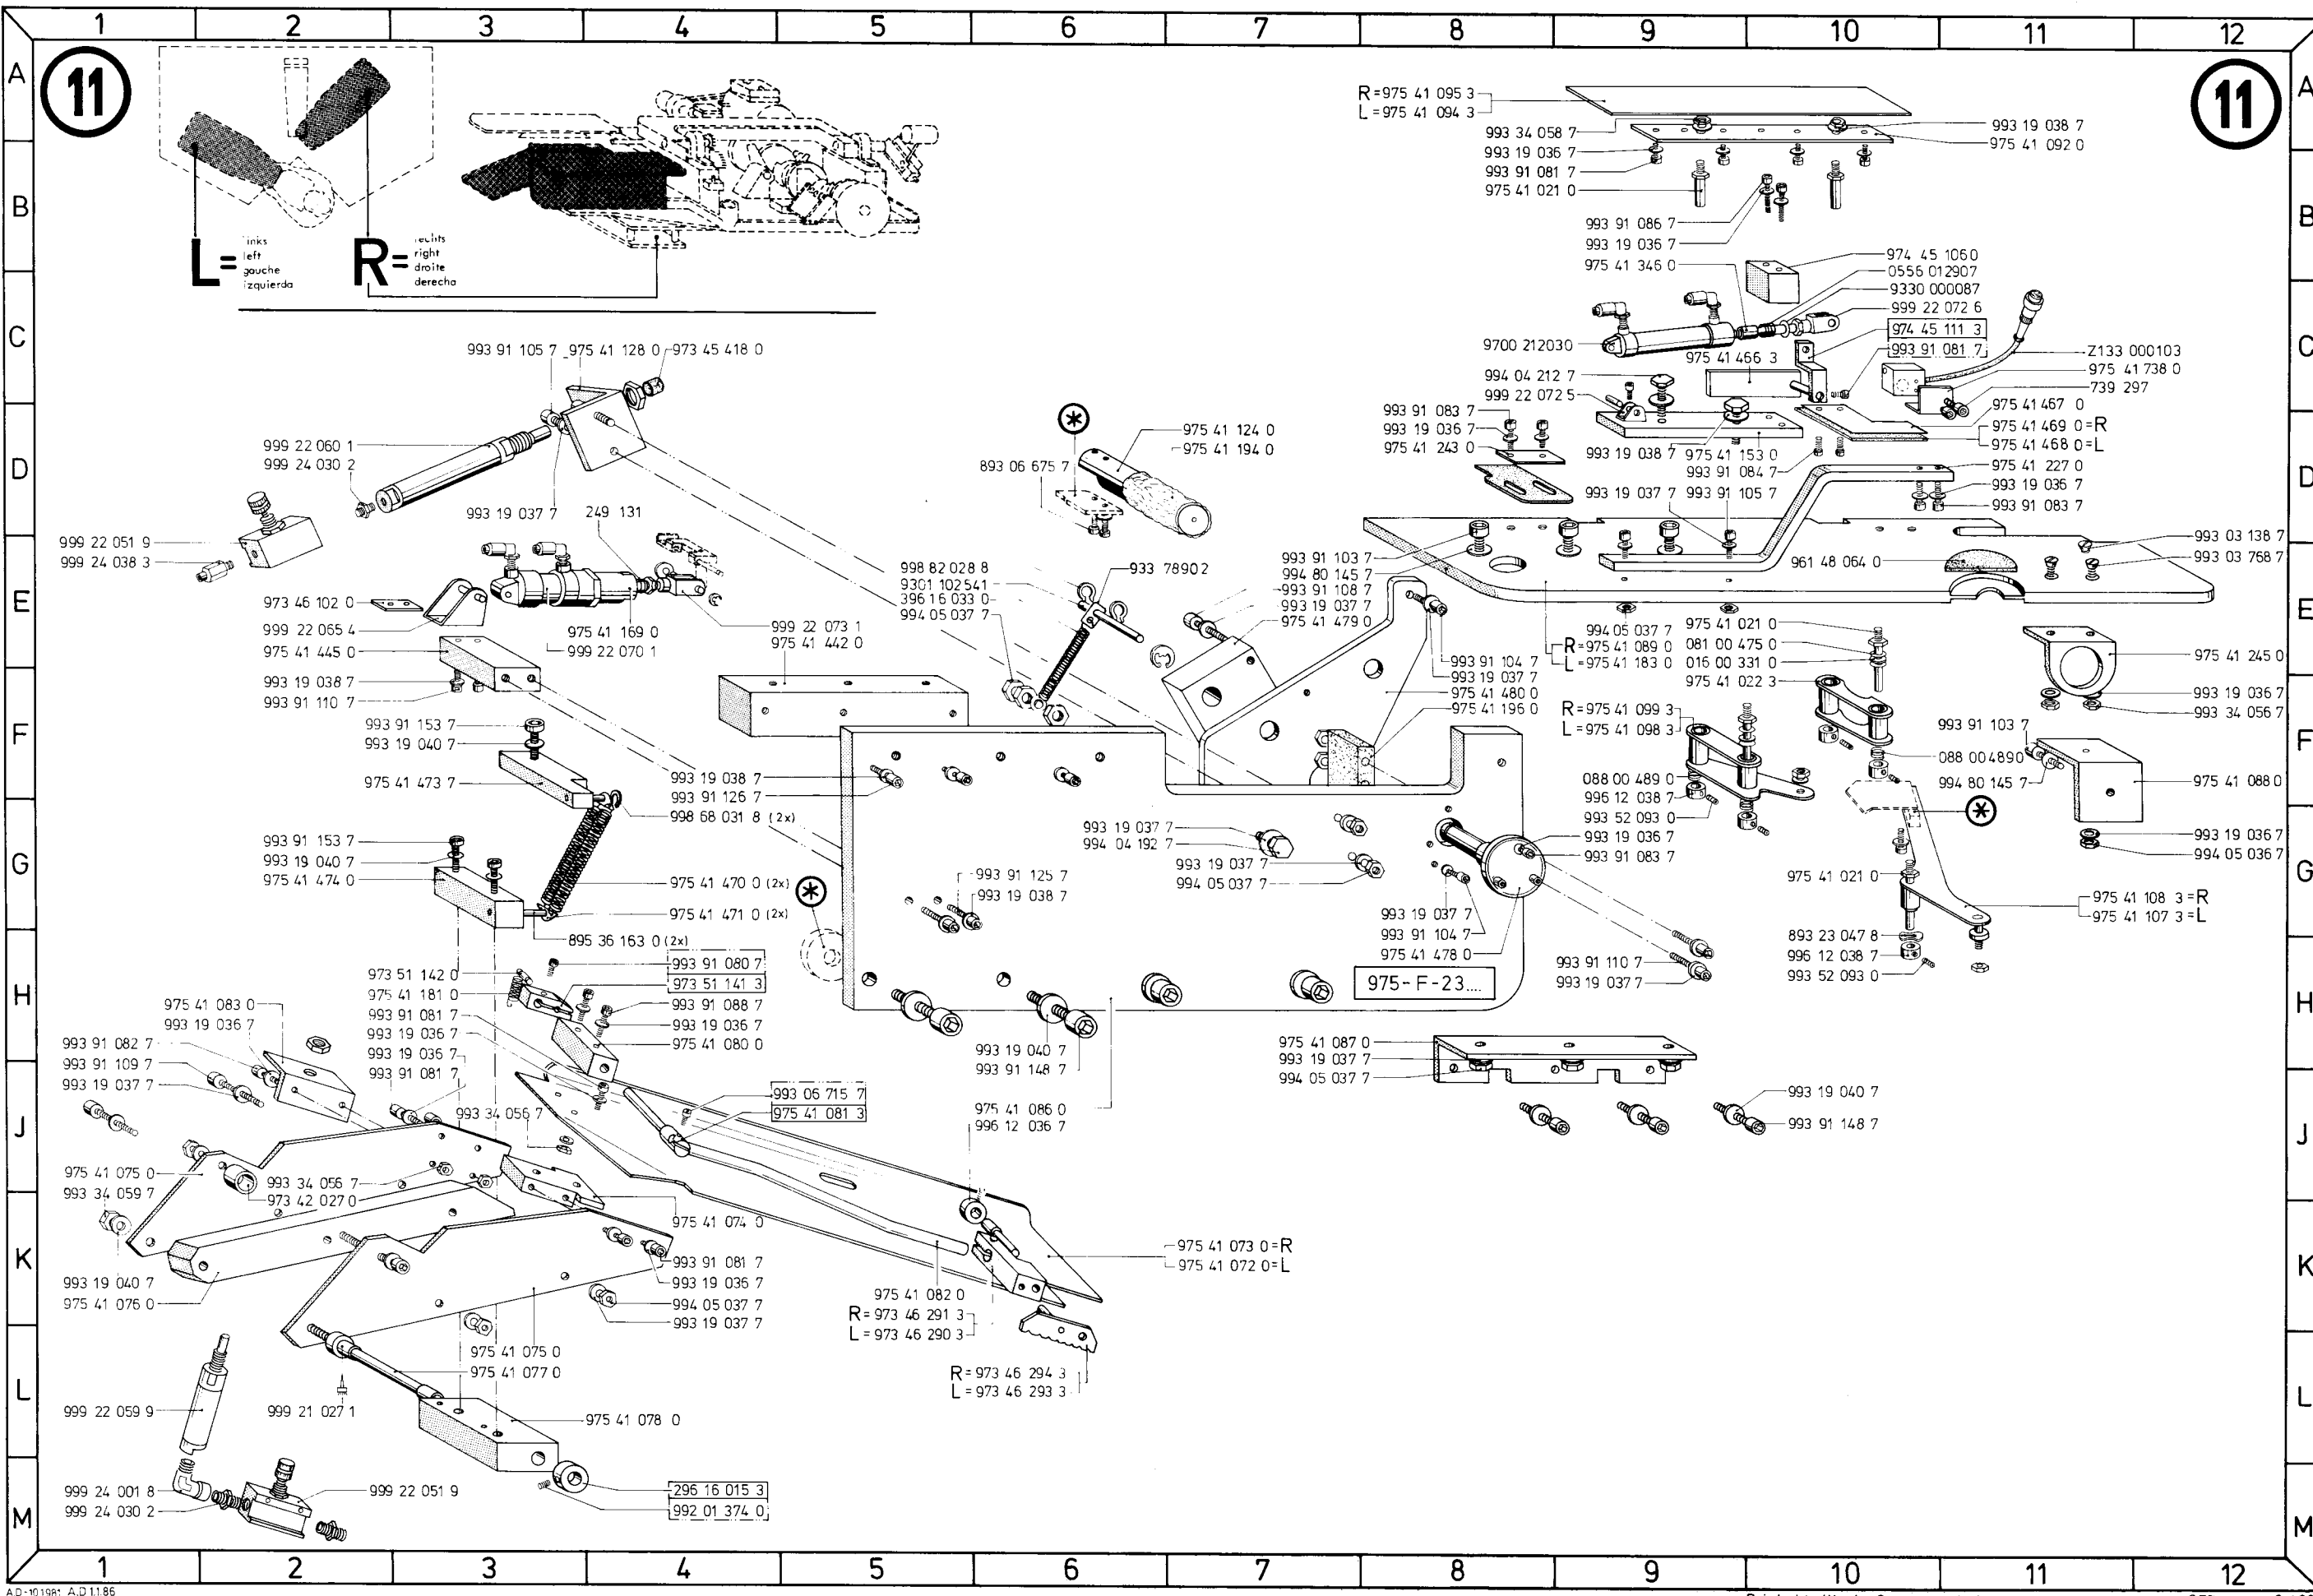 1 2 3 4 5 6 7 8 9 10 11 12
A
11
11
A
R=975 41 095 3
L=975 41 094 3
993 34 058 7
993 19 036 7
993 91 081 7
975 41 021 0
993 19 038 7
975 41 092 0
B
B
L=
left
gauche
izquierda
R=
right
droite
derecha
993 91 086 7
993 19 036 7
975 41 346 0
974 45 106 0
0556 012907
9330 000087
999 22 072 6
974 45 111 3
993 91 081 7
C
C
993 91 105 7
975 41 128 0
973 45 418 0
9700 212030
975 41 466 3
Z133 000103
975 41 738 0
739 297
994 04 212 7
999 22 072 5
993 91 083 7
993 19 036 7
975 41 243 0
975 41 467 0
975 41 469 0=R
975 41 468 0=L
999 22 060 1
999 24 030 2
975 41 124 0
975 41 194 0
893 06 675 7
993 19 038 7
975 41 153 0
993 91 084 7
975 41 227 0
993 19 036 7
993 91 083 7
D
D
993 19 037 7
249 131
993 19 037 7
993 91 105 7
999 22 051 9
999 24 038 3
998 82 028 8
9301 102541
396 16 033 0
994 05 037 7
933 78902
993 91 103 7
994 80 145 7
993 91 108 7
993 19 037 7
975 41 479 0
961 48 064 0
993 03 138 7
993 03 768 7
E
E
973 46 102 0
999 22 065 4
975 41 445 0
975 41 169 0
999 22 070 1
999 22 073 1
975 41 442 0
994 05 037 7
R=975 41 089 0
L=975 41 183 0
975 41 021 0
081 00 475 0
016 00 331 0
975 41 022 3
975 41 245 0
993 19 038 7
993 91 110 7
993 91 104 7
993 19 037 7
975 41 480 0
975 41 196 0
993 19 036 7
993 34 056 7
F
F
993 91 153 7
993 19 040 7
975 41 473 7
R=975 41 099 3
L=975 41 098 3
993 91 103 7
088 00 489 0
994 80 145 7
975 41 088 0
993 19 038 7
993 91 126 7
998 68 031 8 (2x)
088 00 489 0
996 12 038 7
993 52 093 0
G
G
993 91 153 7
993 19 040 7
975 41 474 0
993 19 037 7
994 04 192 7
993 19 037 7
994 05 037 7
993 19 036 7
993 91 083 7
993 19 036 7
994 05 036 7
975 41 470 0 (2x)
975 41 471 0 (2x)
895 36 163 0 (2x)
993 91 125 7
993 19 038 7
975 41 021 0
975 41 108 3=R
975 41 107 3=L
993 19 037 7
993 91 104 7
975 41 478 0
893 23 047 8
996 12 038 7
993 52 093 0
H
H
973 51 142 0
975 41 181 0
993 91 081 7
993 19 036 7
993 19 036 7
993 91 081 7
993 91 080 7
973 51 141 3
993 91 088 7
993 19 036 7
975 41 080 0
975-F-23....
993 91 110 7
993 19 037 7
975 41 083 0
993 19 036 7
993 91 082 7
993 91 109 7
993 19 037 7
993 19 040 7
993 91 148 7
975 41 087 0
993 19 037 7
994 05 037 7
J
J
993 34 056 7
993 06 715 7
975 41 081 3
975 41 086 0
996 12 036 7
993 19 040 7
993 91 148 7
975 41 075 0
993 34 059 7
993 34 056 7
973 42 027 0
975 41 074 0
K
K
993 19 040 7
975 41 076 0
993 91 081 7
993 19 036 7
994 05 037 7
993 19 037 7
975 41 073 0=R
975 41 072 0=L
975 41 082 0
R=973 46 291 3
L=973 46 290 3
975 41 075 0
975 41 077 0
R=973 46 294 3
L=973 46 293 3
L
L
999 22 059 9
999 21 027 1
975 41 078 0
999 24 001 8
999 24 030 2
999 22 051 9
296 16 015 3
992 01 374 0
M
M
1 2 3 4 5 6 7 8 9 10 11 12